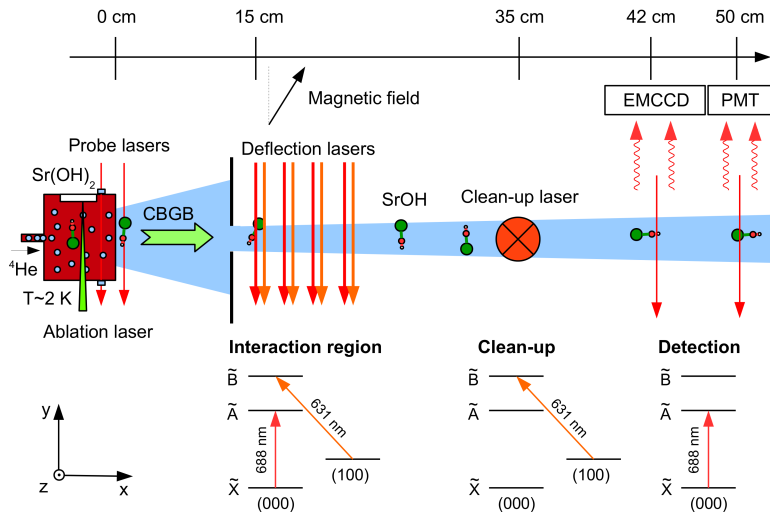 0 cm
15 cm
35 cm
42 cm
50 cm
Magnetic field
EMCCD
PMT
Probe lasers
Deflection lasers
Sr(OH)₂
CBGB
SrOH
Clean-up laser
⁴He
T~2 K
Ablation laser
Interaction region
Clean-up
Detection
B̃
B̃
B̃
Ã
Ã
Ã
688 nm
631 nm
631 nm
688 nm
(100)
(100)
X̃
X̃
X̃
(000)
(000)
(000)
y
z
x